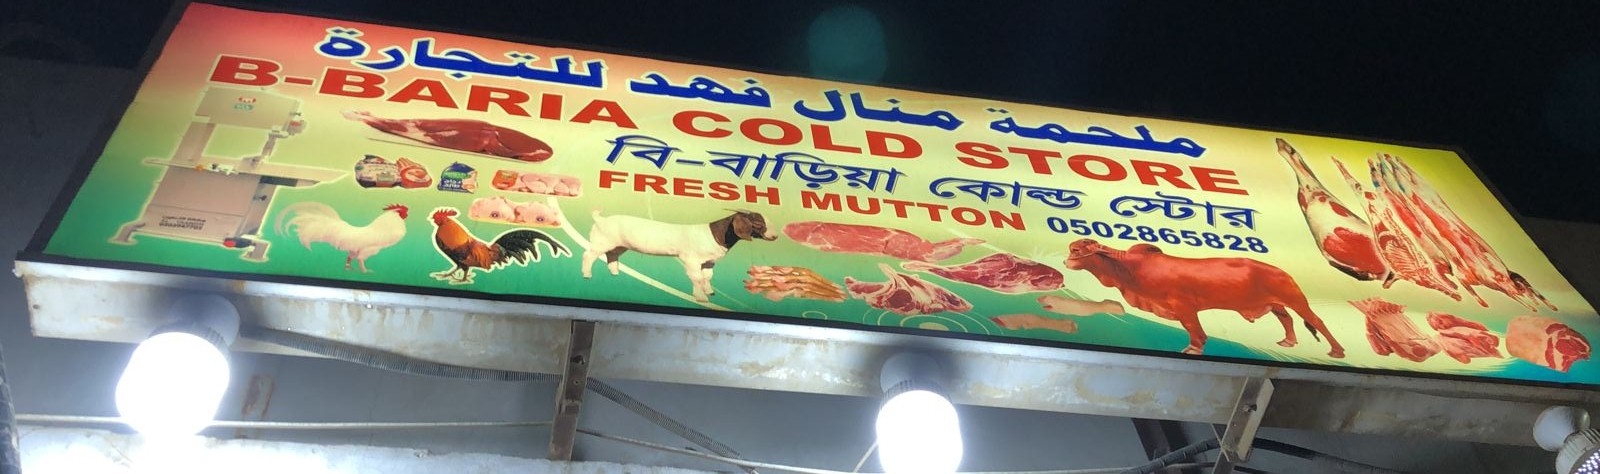 ملحمة منال فهد للتجارة
B-BARIA COLD STORE
বি-বাড়িয়া কোল্ড স্টোর
FRESH MUTTON 0502865828